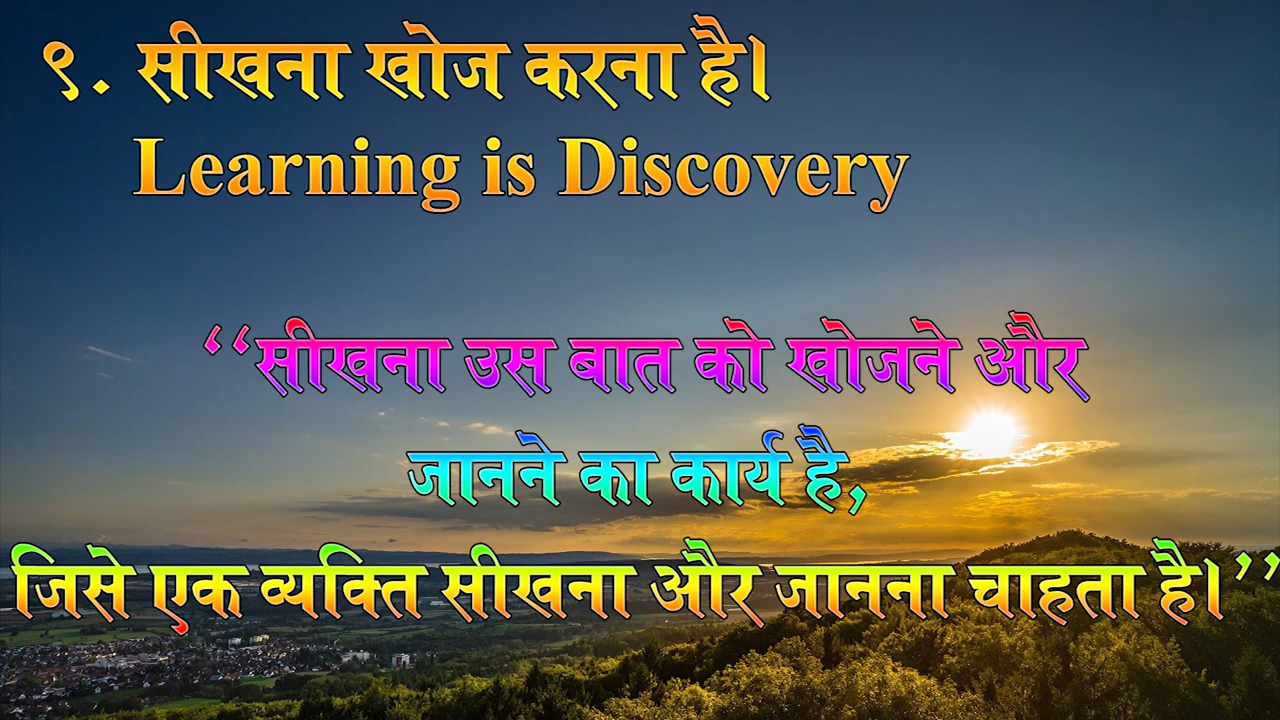 ९. सीखना खोज करना है।
Learning is Discovery
‘‘सीखना उस बात को खोजने और
जानने का कार्य है,
जिसे एक व्यक्ति सीखना और जानना चाहता है।’’